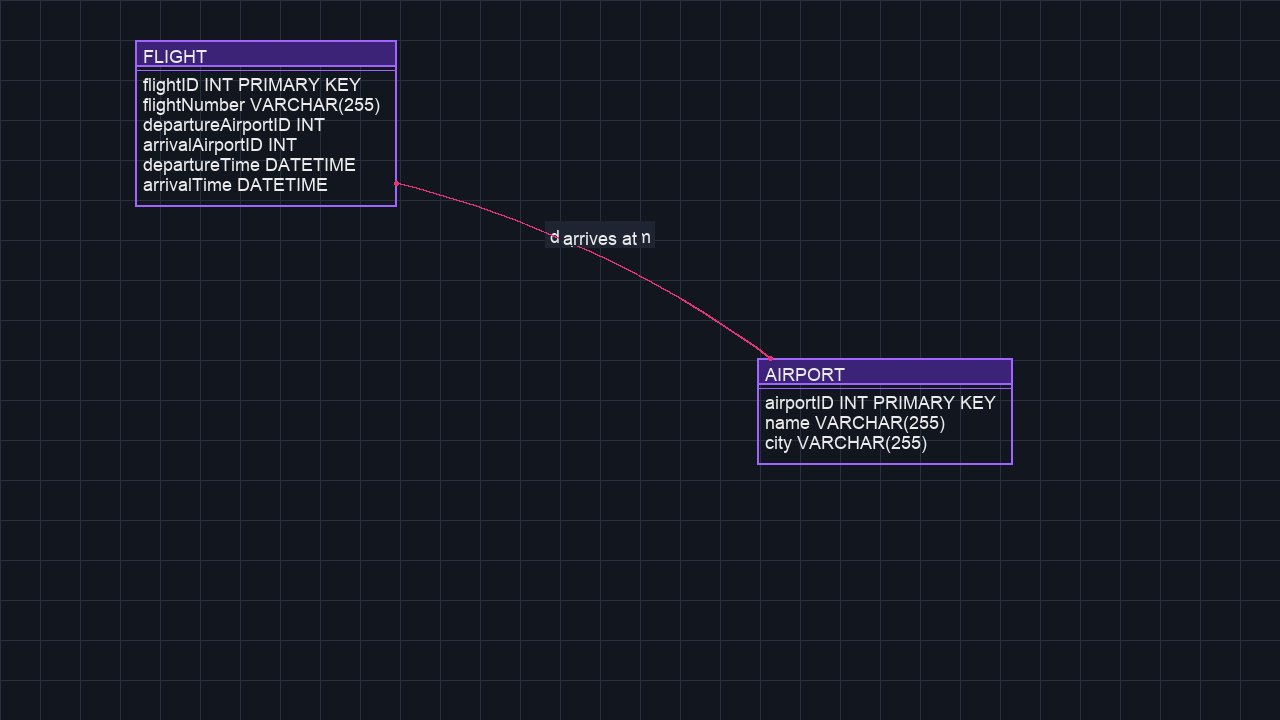 FLIGHT
flightID INT PRIMARY KEY
flightNumber VARCHAR(255)
departureAirportID INT
arrivalAirportID INT
departureTime DATETIME
arrivalTime DATETIME
arrives at
AIRPORT
airportID INT PRIMARY KEY
name VARCHAR(255)
city VARCHAR(255)